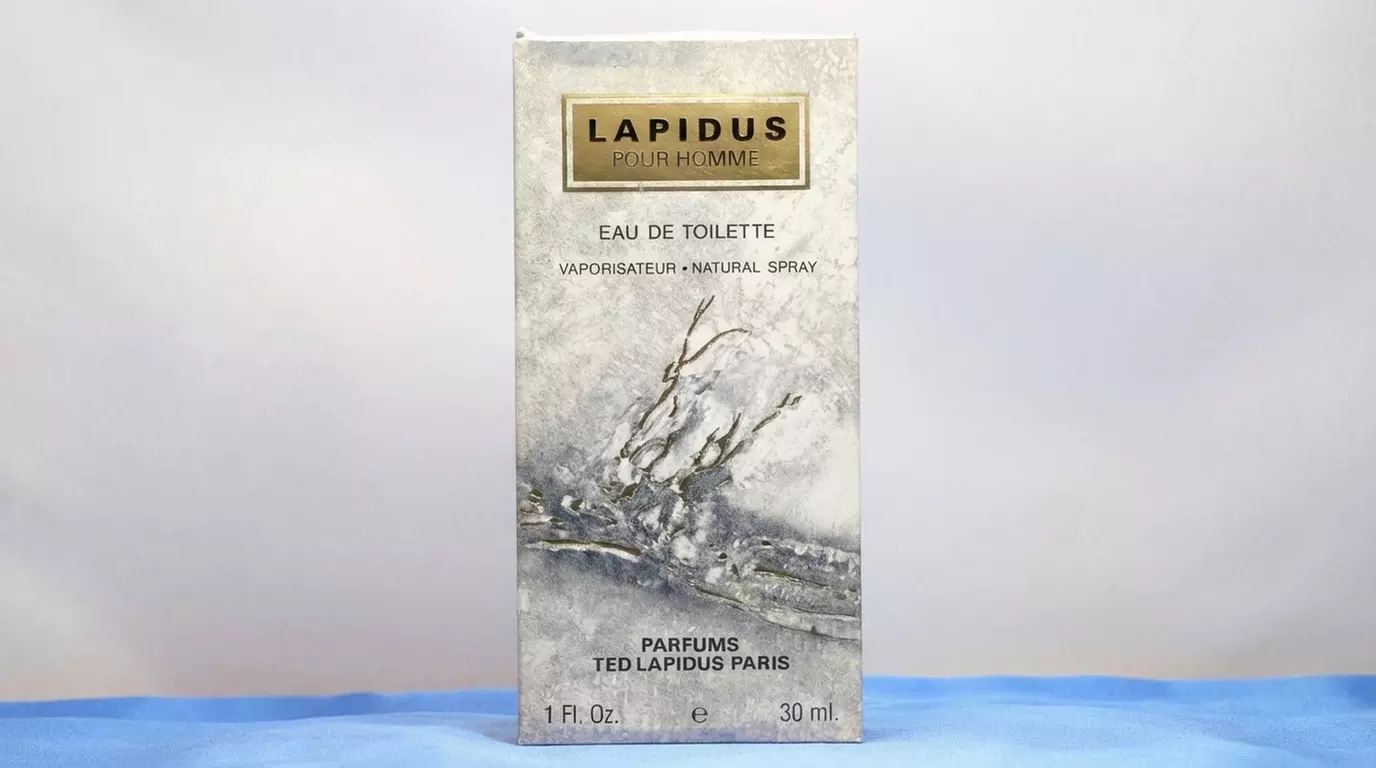 LAPIDUS
POUR HOMME
EAU DE TOILETTE
VAPORISATEUR • NATURAL SPRAY
PARFUMS
TED LAPIDUS PARIS
1 Fl. Oz. ℮ 30 ml.